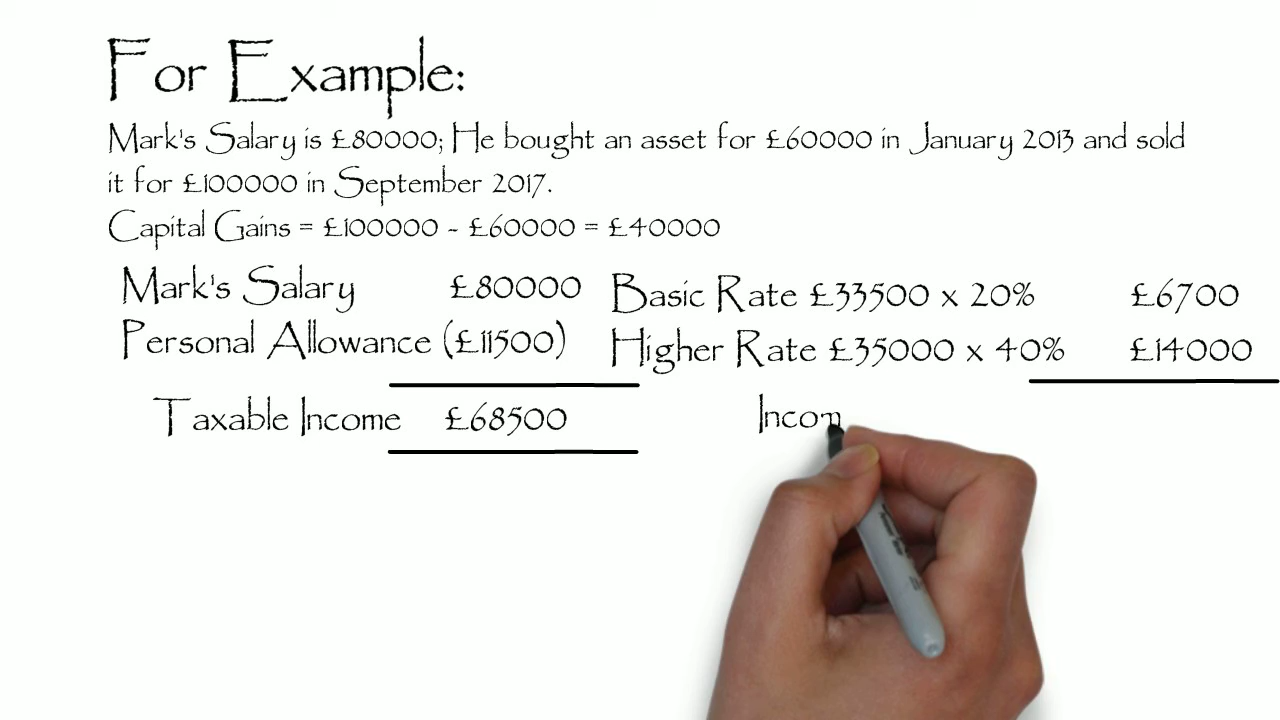 For Example:
Mark's Salary is £80000; He bought an asset for £60000 in January 2013 and sold
it for £100000 in September 2017.
Capital Gains = £100000 - £60000 = £40000
Mark's Salary £80000
Personal Allowance (£11500)
Taxable Income £68500
Basic Rate £33500 x 20% £6700
Higher Rate £35000 x 40% £14000
Incom